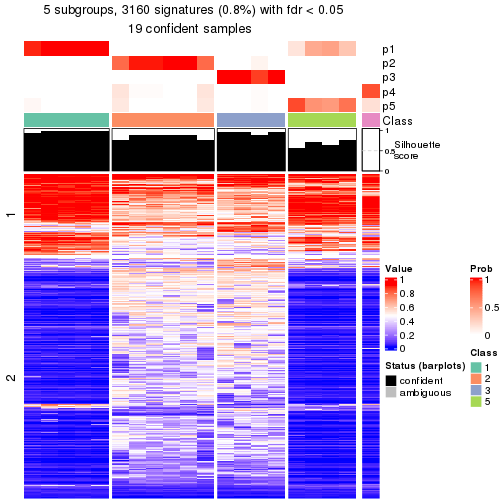 5 subgroups, 3160 signatures (0.8%) with fdr < 0.05
19 confident samples
p1
p2
p3
p4
p5
Class
1
0.5
0
Silhouette
score
1
2
Value
1
0.8
0.6
0.4
0.2
0
Prob
1
0.5
0
Status (barplots)
confident
ambiguous
Class
1
2
3
5